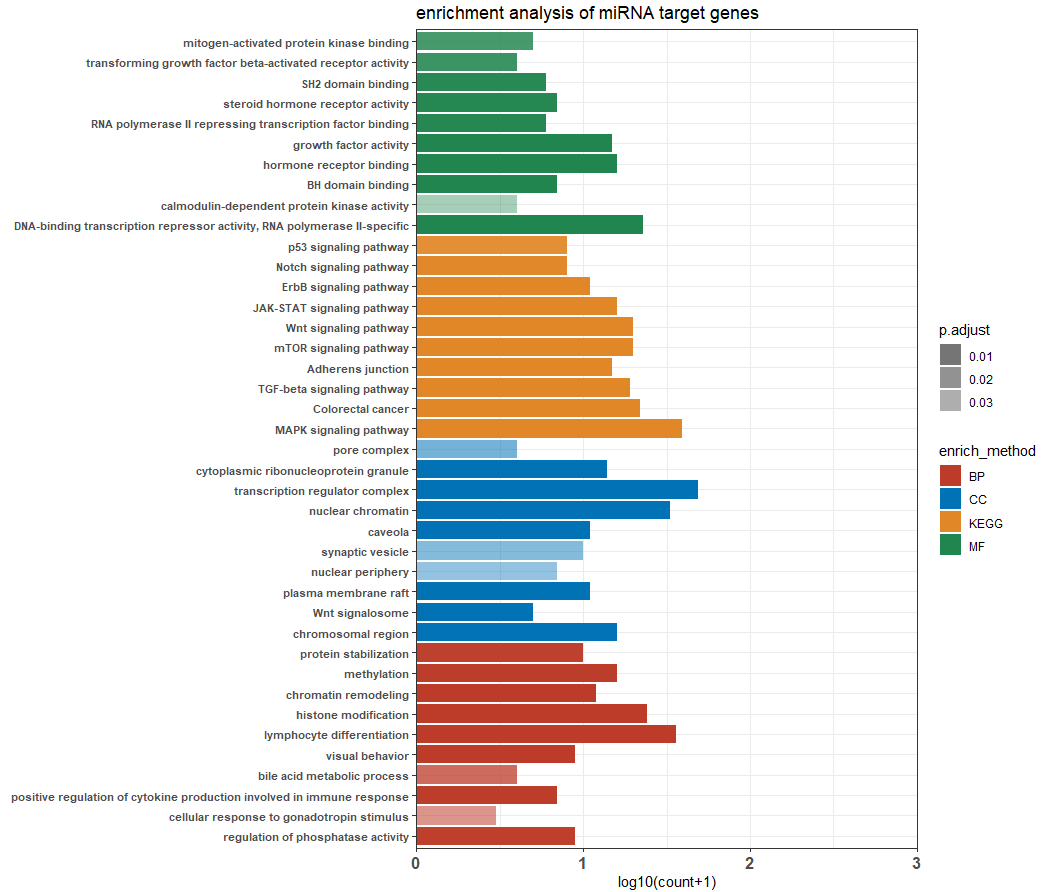 enrichment analysis of miRNA target genes
mitogen-activated protein kinase binding
transforming growth factor beta-activated receptor activity
SH2 domain binding
steroid hormone receptor activity
RNA polymerase II repressing transcription factor binding
growth factor activity
hormone receptor binding
BH domain binding
calmodulin-dependent protein kinase activity
DNA-binding transcription repressor activity, RNA polymerase II-specific
p53 signaling pathway
Notch signaling pathway
ErbB signaling pathway
JAK-STAT signaling pathway
Wnt signaling pathway
mTOR signaling pathway
Adherens junction
TGF-beta signaling pathway
Colorectal cancer
MAPK signaling pathway
pore complex
cytoplasmic ribonucleoprotein granule
transcription regulator complex
nuclear chromatin
caveola
synaptic vesicle
nuclear periphery
plasma membrane raft
Wnt signalosome
chromosomal region
protein stabilization
methylation
chromatin remodeling
histone modification
lymphocyte differentiation
visual behavior
bile acid metabolic process
positive regulation of cytokine production involved in immune response
cellular response to gonadotropin stimulus
regulation of phosphatase activity
0 1 2 3
log10(count+1)
p.adjust
0.01
0.02
0.03
enrich_method
BP
CC
KEGG
MF